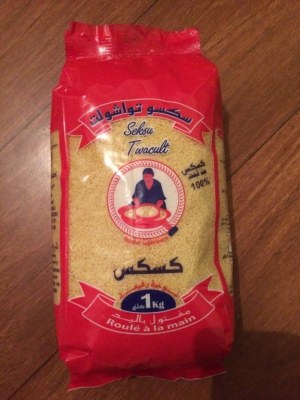 سكسو تواشولت
Seksu
Twacult
كسكس
100%
كسكس
1Kg
مفتول باليد
Roulé à la main